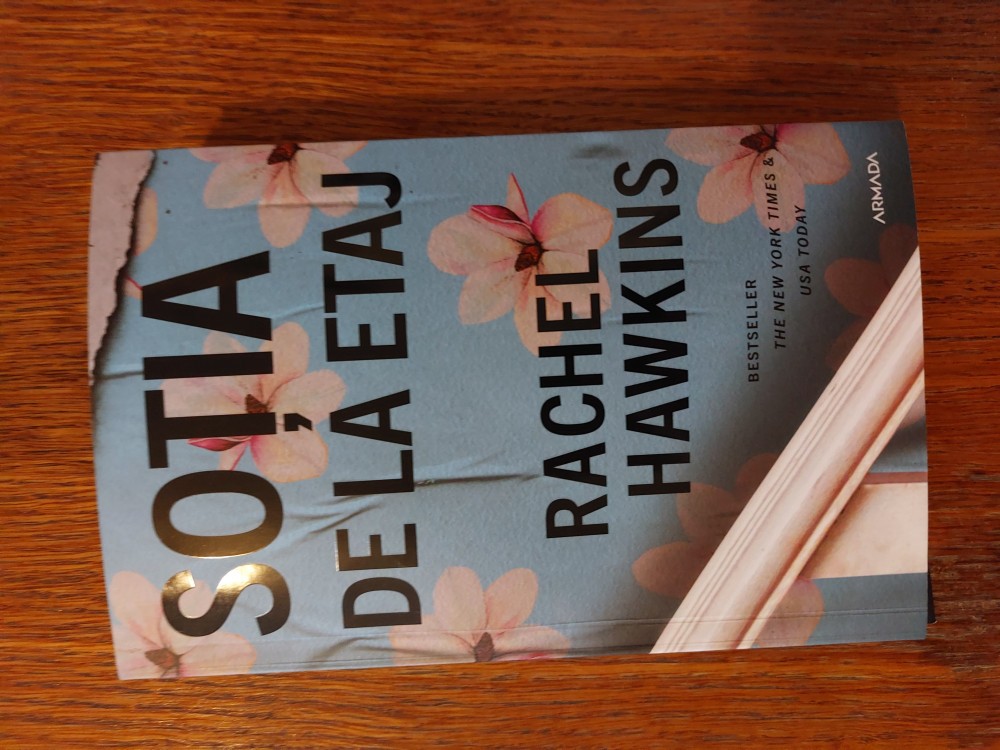 SOȚIA
DE LA ETAJ
RACHEL
HAWKINS
BESTSELLER
THE NEW YORK TIMES &
USA TODAY
ARMADA